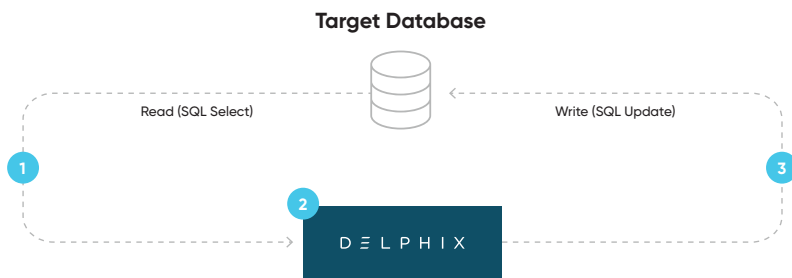 Target Database
Read (SQL Select)
Write (SQL Update)
1
3
2
DELPHIX